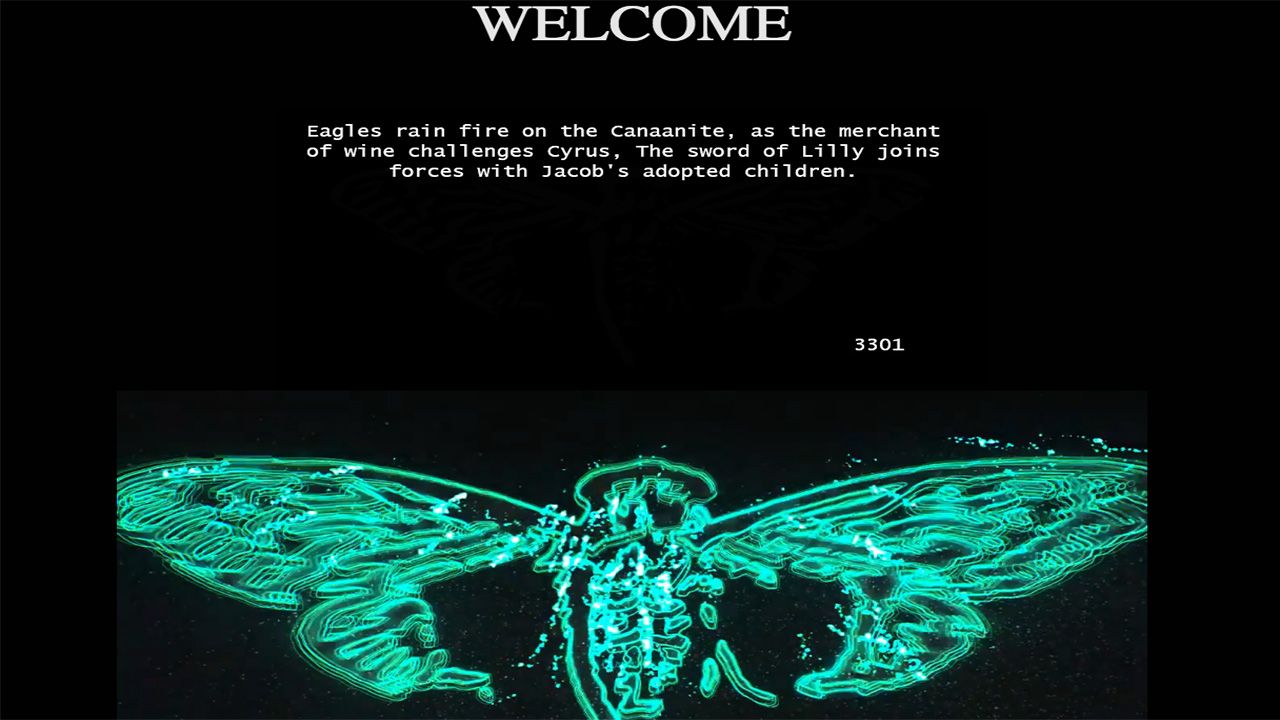 WELCOME
Eagles rain fire on the Canaanite, as the merchant
of wine challenges Cyrus, The sword of Lilly joins
forces with Jacob's adopted children.
3301